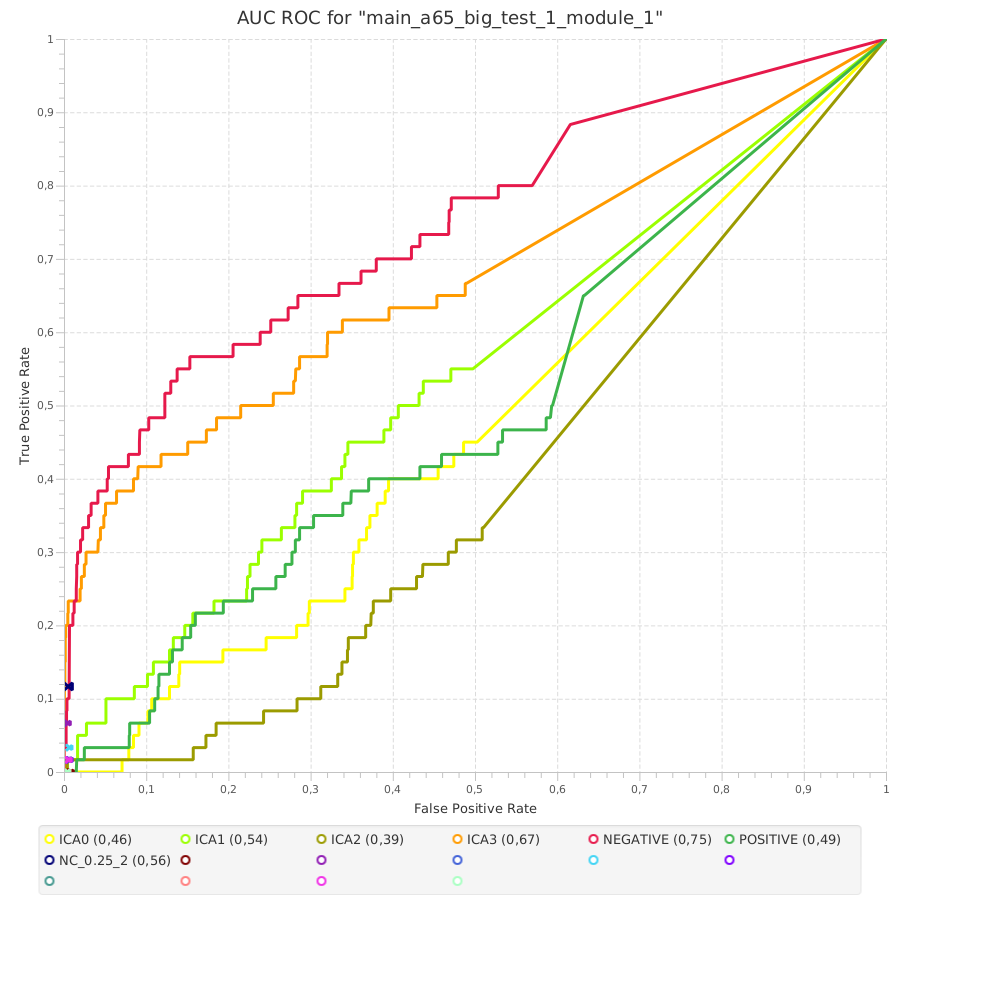 AUC ROC for "main_a65_big_test_1_module_1"
1
0,9
0,8
0,7
0,6
0,5
0,4
0,3
0,2
0,1
0
True Positive Rate
0 0,1 0,2 0,3 0,4 0,5 0,6 0,7 0,8 0,9 1
False Positive Rate
ICA0 (0,46) ICA1 (0,54) ICA2 (0,39) ICA3 (0,67) NEGATIVE (0,75) POSITIVE (0,49)
NC_0.25_2 (0,56)